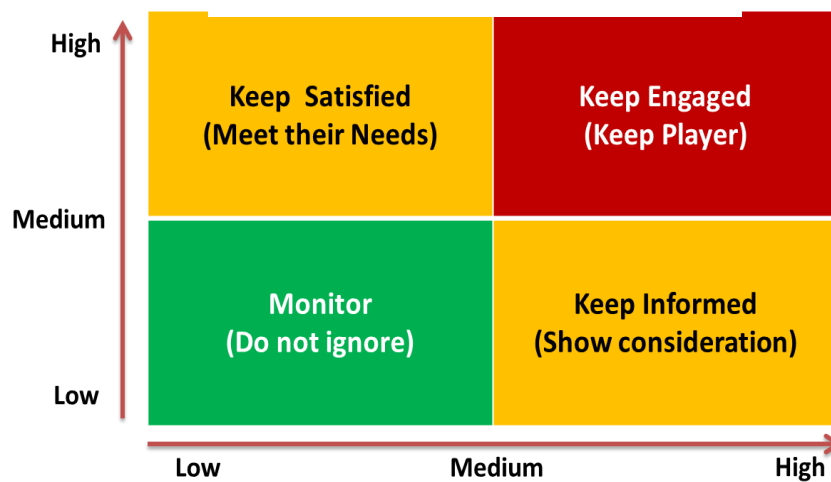 High
Keep Satisfied
(Meet their Needs)
Keep Engaged
(Keep Player)
Medium
Monitor
(Do not ignore)
Keep Informed
(Show consideration)
Low
Low
Medium
High